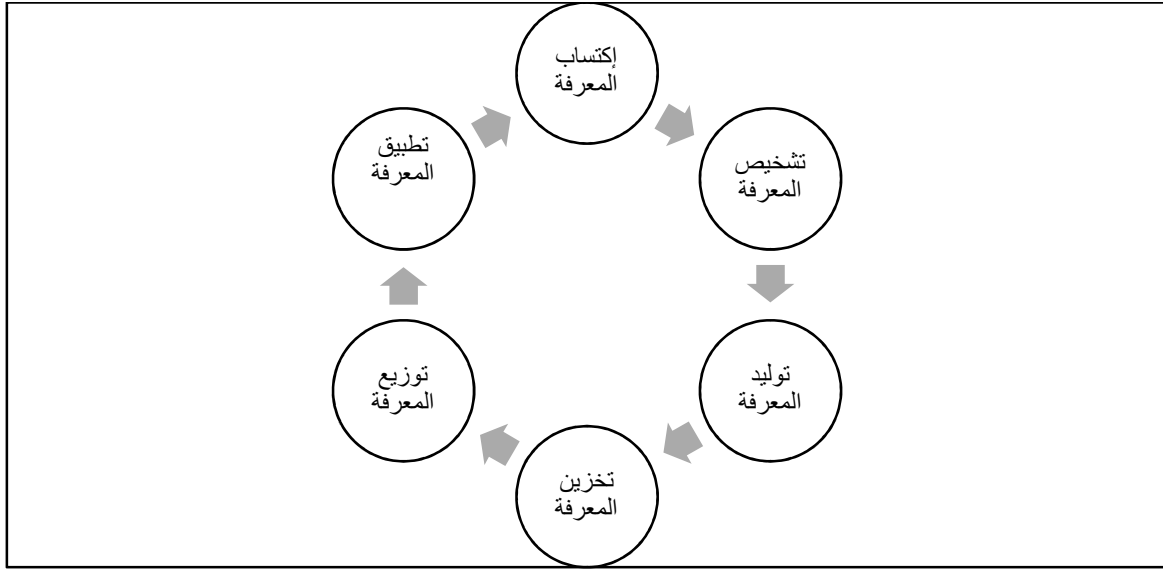 إكتساب
المعرفة
تشخيص
المعرفة
توليد
المعرفة
تخزين
المعرفة
توزيع
المعرفة
تطبيق
المعرفة